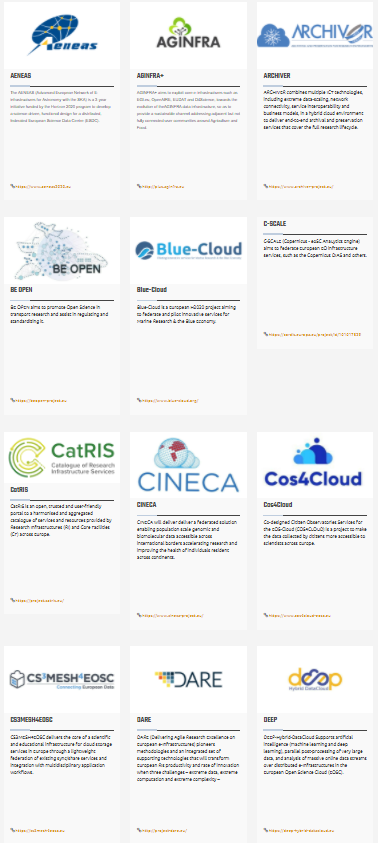 Aeneas
AGINFRA
ARCHIVER
AENEAS
AGINFRA+
ARCHIVER
The AENEAS (Advanced European Network of E-
infrastructures for Astronomy with the SKA) is a 3 year
initiative funded by the Horizon 2020 program to develop
a science-driven, functional design for a distributed,
federated European Science Data Centre (ESDC).
AGINFRA+ aims to exploit core e-infrastructures such as
EGI.eu, OpenAIRE, EUDAT and D4Science, towards the
evolution of the AGINFRA data infrastructure, so as to
provide a sustainable channel addressing adjacent but not
fully connected user communities around Agriculture and
Food.
ARCHIVER combines multiple ICT technologies,
including extreme data-scaling, network
connectivity, service interoperability and
business models, in a hybrid cloud environment
to deliver end-to-end archival and preservation
services that cover the full research lifecycle.
https://www.aeneas2020.eu
http://plus.aginfra.eu
https://www.archiver-project.eu/
BE OPEN
Blue-Cloud
C-SCALE
C-SCALE (Copernicus - eoSC Analytics Engine)
aims to federate european EO infrastructure
services, such as the Copernicus DIAS and others.
BE OPEN
Blue-Cloud
BE OPEN aims to promote Open Science in
transport research and assist in regulating and
standardizing it.
Blue-Cloud is a european H2020 project aiming
to federate and pilot innovative services for
Marine Research & the Blue economy.
https://beopen-project.eu
https://www.blue-cloud.org/
CatRIS
Catalogue of Research
Infrastructure Services
CINECA
Cos4Cloud
CatRIS
CINECA
Cos4Cloud
CatRIS is an open, trusted and user-friendly
portal to a harmonised and aggregated
catalogue of services and resources provided by
Research Infrastructures (RI) and Core Facilities
(CF) across europe.
CINECA will deliver deliver a federated solution
enabling population scale genomic and
biomolecular data accessible across
international borders accelerating research and
improving the health of individuals resident
across continents.
Co-designed Citizen Observatories Services for
the eOS-Cloud (COS4CLOUD) is a project to make
the data collected by citizens more accessible to
scientists across europe.
https://project.catris.eu/
https://www.cineca-project.eu/
CS3MESH4EOSC
Connecting European Data
DARE
deep
Hybrid DataCloud
CS3MESH4EOSC
DARE
DEEP
CS3MesH4eOSC delivers the core of a scientific
and educational infrastructure for cloud storage
services in europe through a lightweight
federation of existing sync/share services and
integration with multidisciplinary application
workflows.
DARe (Delivering Agile Research excellence on
european e-Infrastructures) pioneers
methodologies and an integrated set of
supporting technologies that will transform
european RIs productivity and rate of innovation
when three challenges – extreme data, extreme
computation and extreme complexity –
DeeP-Hybrid-DataCloud Supports artificial
intelligence (machine learning and deep
learning), parallel post-processing of very large
data, and analysis of massive online data streams
over distributed e-infrastructures in the
european Open Science Cloud (eOSC).
https://cs3mesh4eosc.eu
http://project-dare.eu/
https://deep-hybrid-datacloud.eu